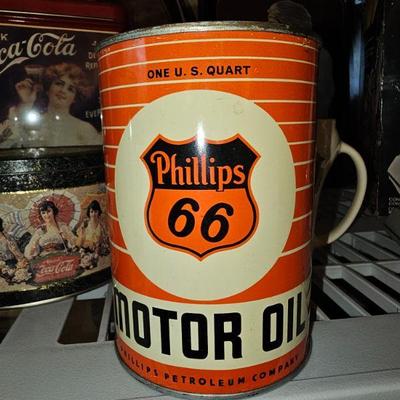 ONE U. S. QUART
Phillips
66
MOTOR OIL
PHILLIPS PETROLEUM COMPANY
Coca-Cola